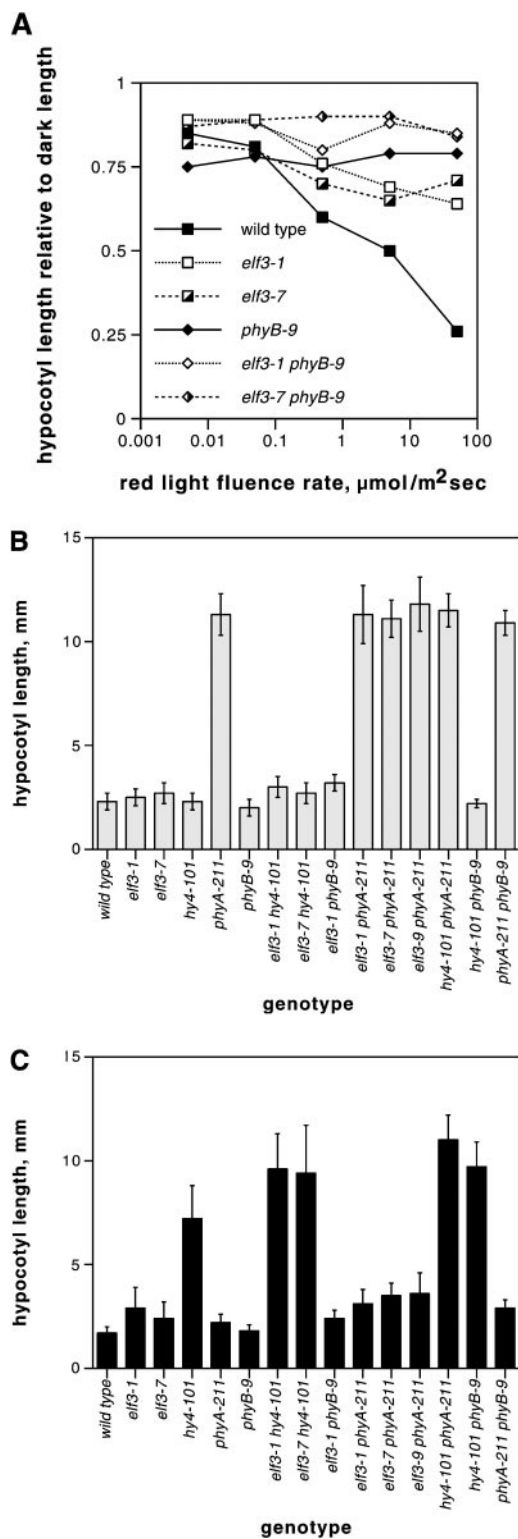 A
hypocotyl length relative to dark length
1
0.75
0.5
0.25
0
wild type
elf3-1
elf3-7
phyB-9
elf3-1 phyB-9
elf3-7 phyB-9
0.001
0.01
0.1
1
10
100
red light fluence rate, µmol/m2sec
B
hypocotyl length, mm
15
10
5
0
wild type
elf3-1
elf3-7
hy4-101
phyA-211
phyB-9
elf3-1 hy4-101
elf3-7 hy4-101
elf3-1 phyB-9
elf3-1 phyA-211
elf3-7 phyA-211
elf3-9 phyA-211
hy4-101 phyA-211
hy4-101 phyB-9
phyA-211 phyB-9
genotype
C
hypocotyl length, mm
15
10
5
0
wild type
elf3-1
elf3-7
hy4-101
phyA-211
phyB-9
elf3-1 hy4-101
elf3-7 hy4-101
elf3-1 phyB-9
elf3-1 phyA-211
elf3-7 phyA-211
elf3-9 phyA-211
hy4-101 phyA-211
hy4-101 phyB-9
phyA-211 phyB-9
genotype